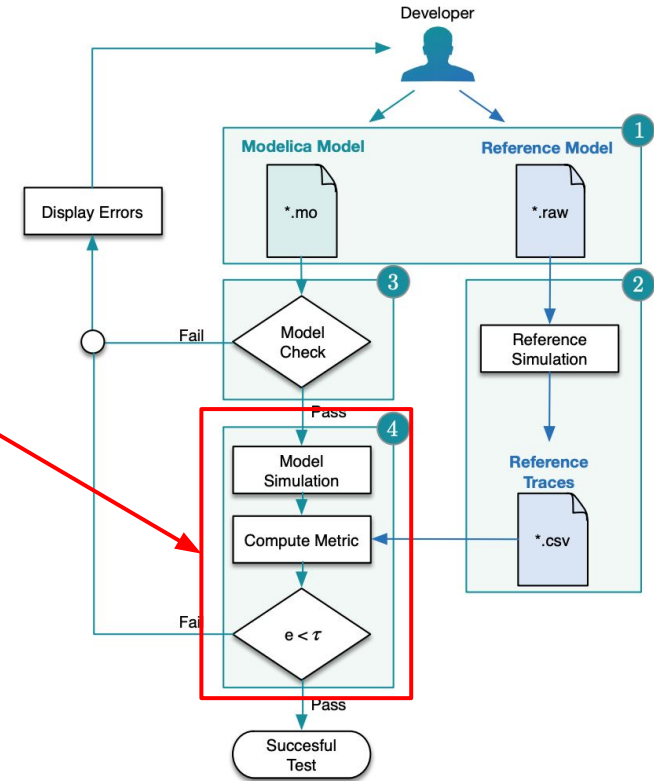 Developer
1
Modelica Model
Reference Model
*.mo
*.raw
Display Errors
3
2
Fail
Model
Check
Reference
Simulation
Pass
4
Model
Simulation
Reference
Traces
Compute Metric
*.csv
Fail
e < τ
Pass
Succesful
Test